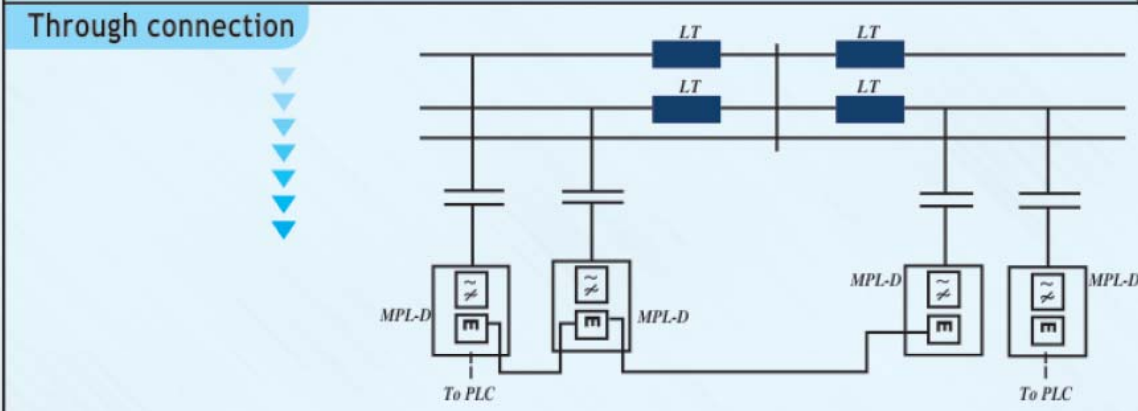 Through connection
LT LT
LT LT
MPL-D MPL-D MPL-D MPL-D
To PLC To PLC